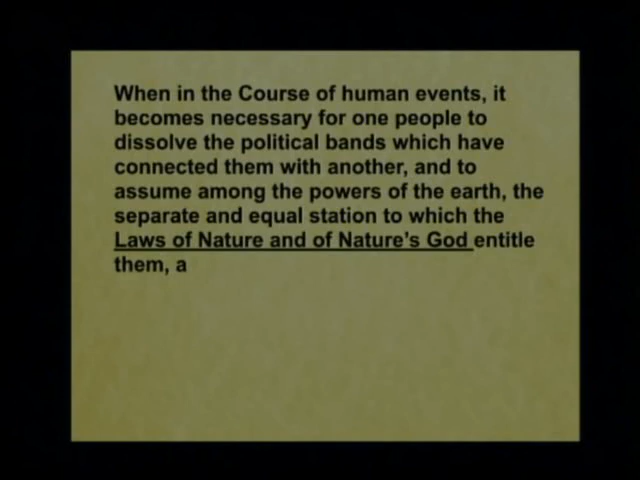 When in the Course of human events, it
becomes necessary for one people to
dissolve the political bands which have
connected them with another, and to
assume among the powers of the earth, the
separate and equal station to which the
Laws of Nature and of Nature's God entitle
them, a